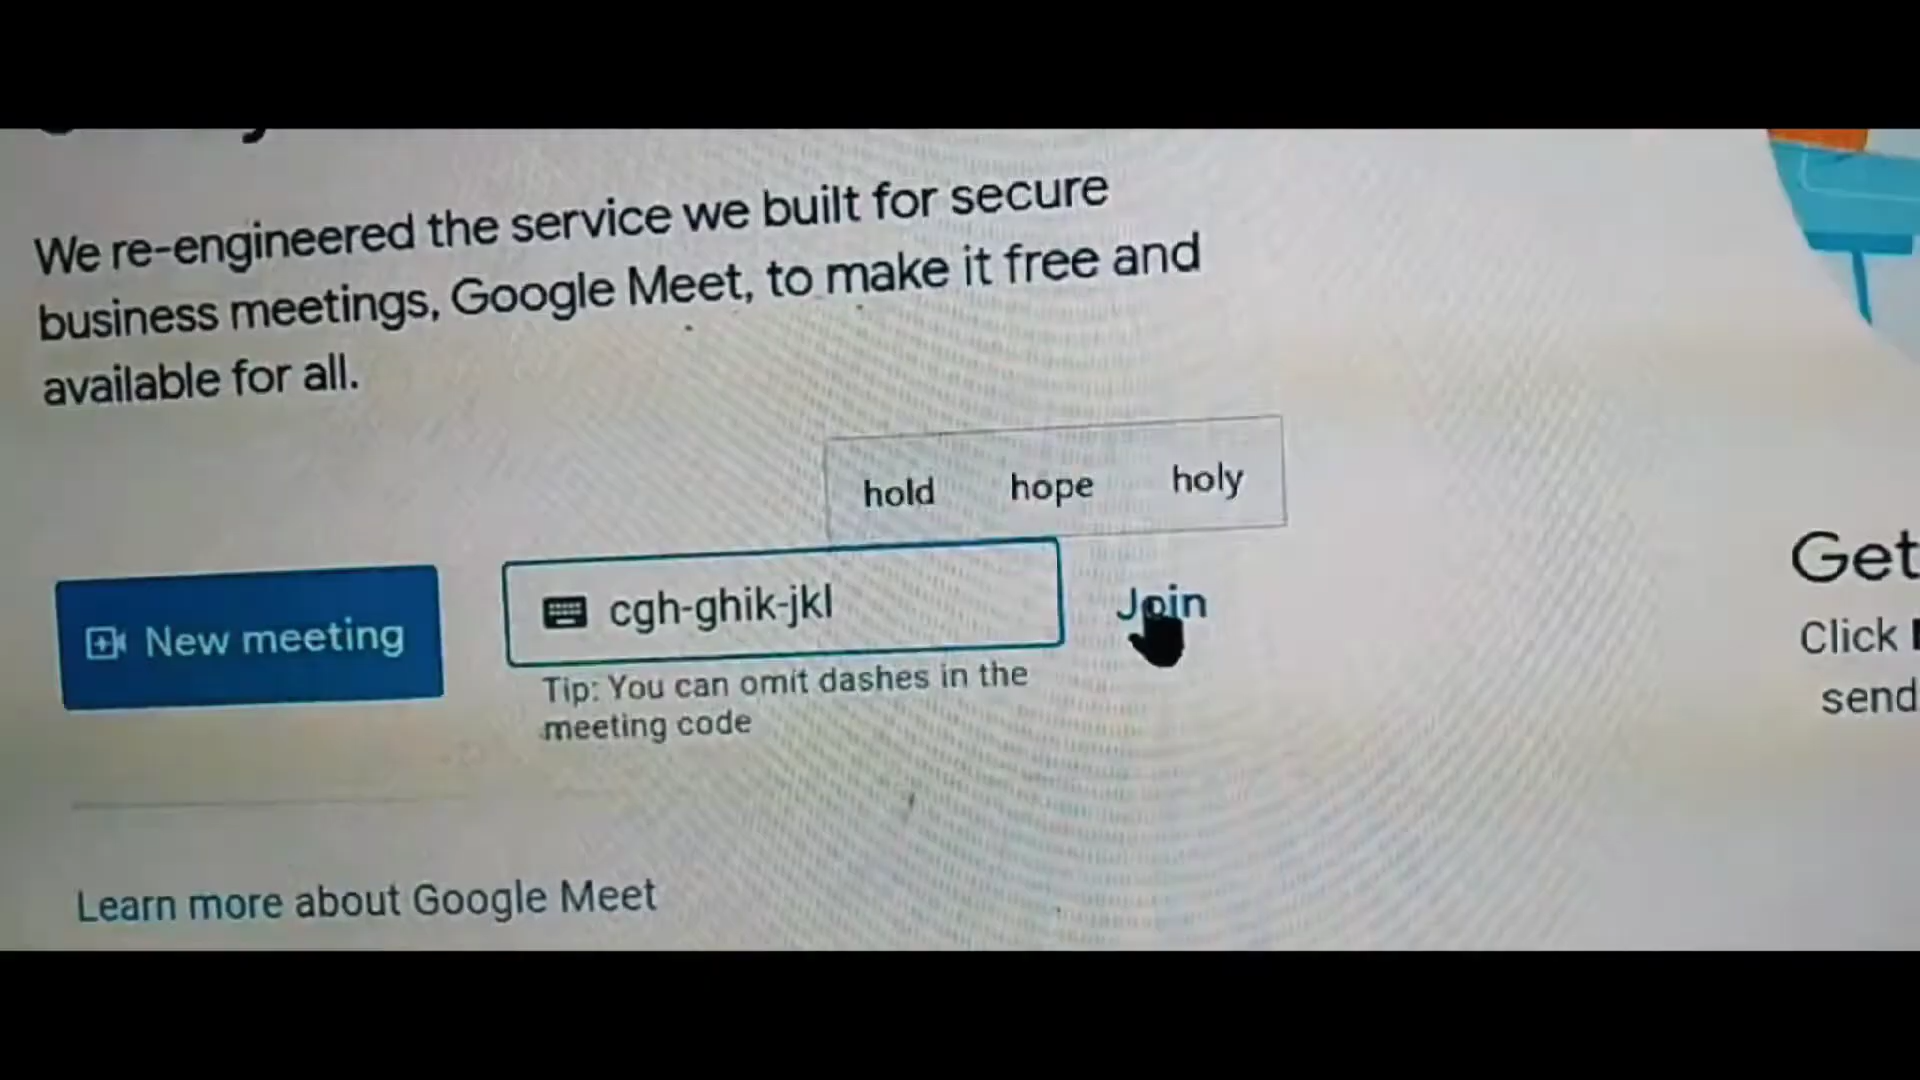 We re-engineered the service we built for secure
business meetings, Google Meet, to make it free and
available for all.
hold hope holy
New meeting
cgh-ghik-jkl
Join
Tip: You can omit dashes in the
meeting code
Learn more about Google Meet
Get
Click
send